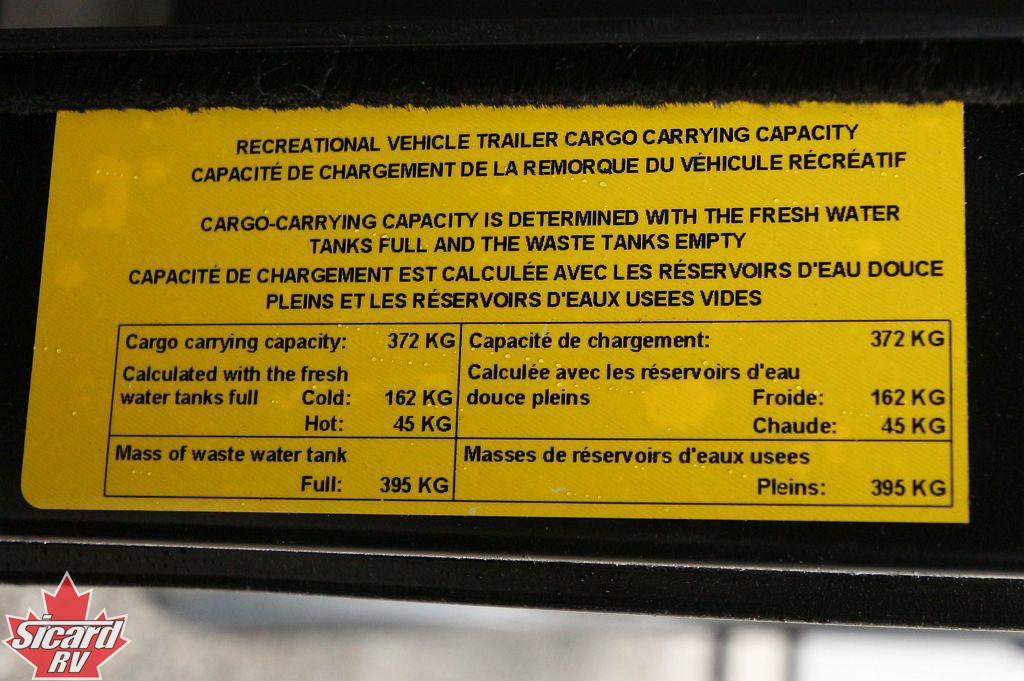 RECREATIONAL VEHICLE TRAILER CARGO CARRYING CAPACITY
CAPACITÉ DE CHARGEMENT DE LA REMORQUE DU VÉHICULE RÉCRÉATIF
CARGO-CARRYING CAPACITY IS DETERMINED WITH THE FRESH WATER
TANKS FULL AND THE WASTE TANKS EMPTY
CAPACITÉ DE CHARGEMENT EST CALCULÉE AVEC LES RÉSERVOIRS D'EAU DOUCE
PLEINS ET LES RÉSERVOIRS D'EAUX USEES VIDES
Cargo carrying capacity: 372 KG
Calculated with the fresh
water tanks full Cold: 162 KG
Hot: 45 KG
Mass of waste water tank
Full: 395 KG
Capacité de chargement: 372 KG
Calculée avec les réservoirs d'eau
douce pleins Froide: 162 KG
Chaude: 45 KG
Masses de réservoirs d'eaux usees
Pleins: 395 KG
Sicard
RV